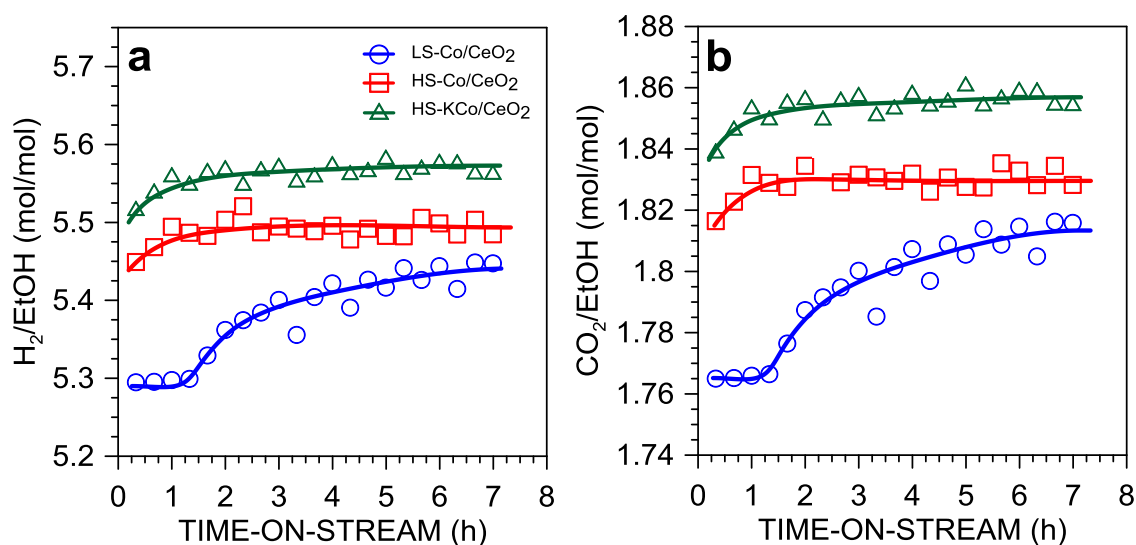 a
LS-Co/CeO2
HS-Co/CeO2
HS-KCo/CeO2
H2/EtOH (mol/mol)
5.7
5.6
5.5
5.4
5.3
5.2
0 1 2 3 4 5 6 7 8
TIME-ON-STREAM (h)
b
CO2/EtOH (mol/mol)
1.88
1.86
1.84
1.82
1.8
1.78
1.76
1.74
0 1 2 3 4 5 6 7 8
TIME-ON-STREAM (h)